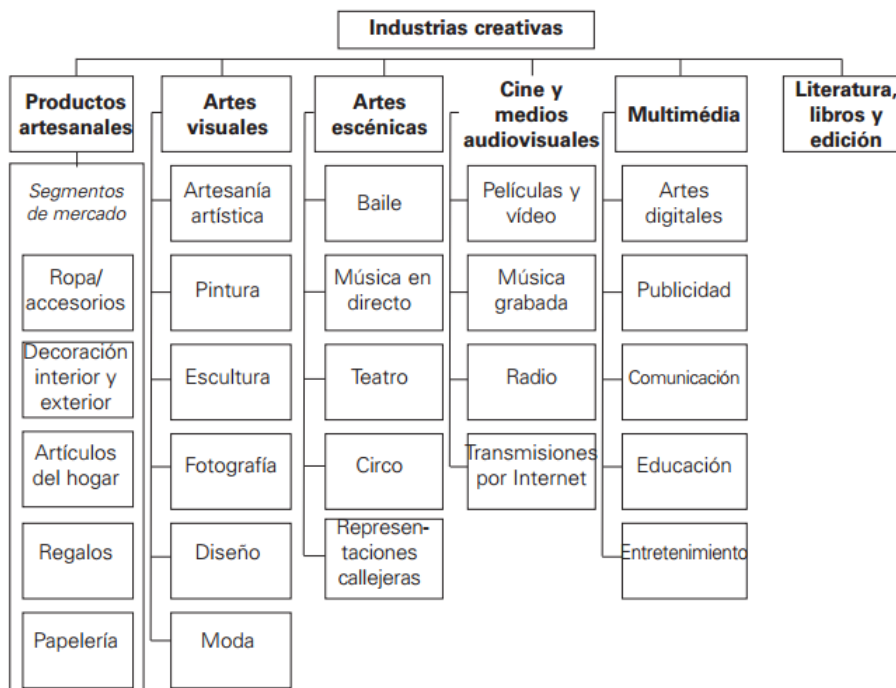 Industrias creativas
Productos
artesanales
Artes
visuales
Artes
escénicas
Cine y
medios
audiovisuales
Multimédia
Literatura,
libros y
edición
Segmentos
de mercado
Ropa/
accesorios
Decoración
interior y
exterior
Artículos
del hogar
Regalos
Papelería
Artesanía
artística
Pintura
Escultura
Fotografía
Diseño
Moda
Baile
Música en
directo
Teatro
Circo
Represen-
taciones
callejeras
Películas y
vídeo
Música
grabada
Radio
Transmisiones
por Internet
Artes
digitales
Publicidad
Comunicación
Educación
Entretenimiento